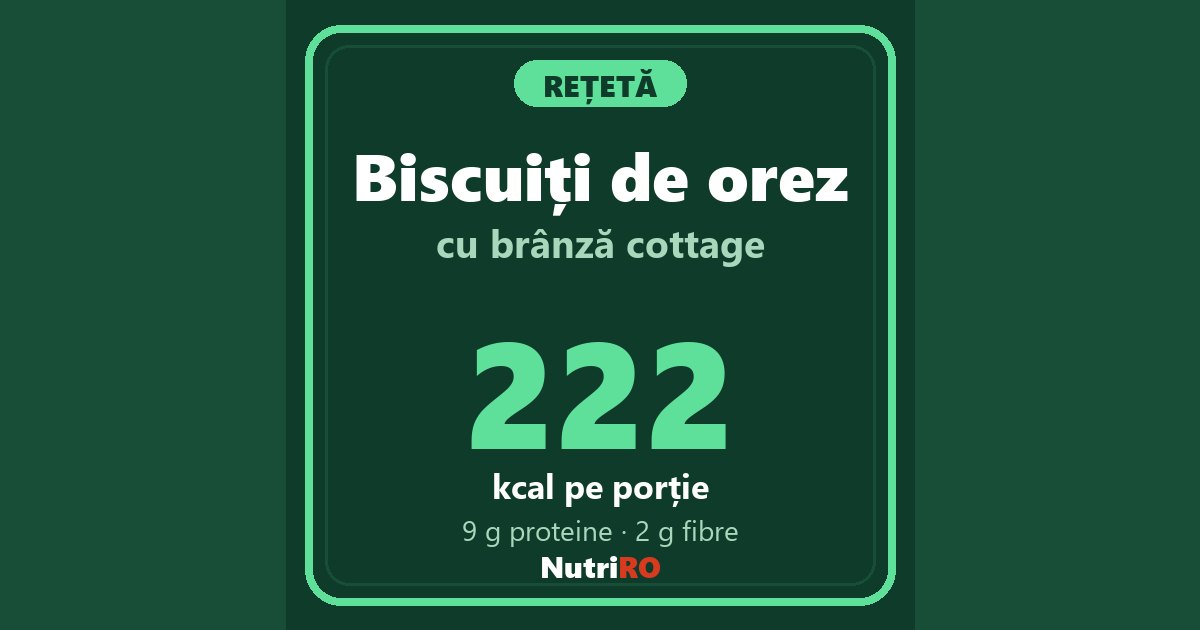 REȚETĂ
Biscuiți de orez
cu brânză cottage
222
kcal pe porție
9 g proteine · 2 g fibre
NutriRO